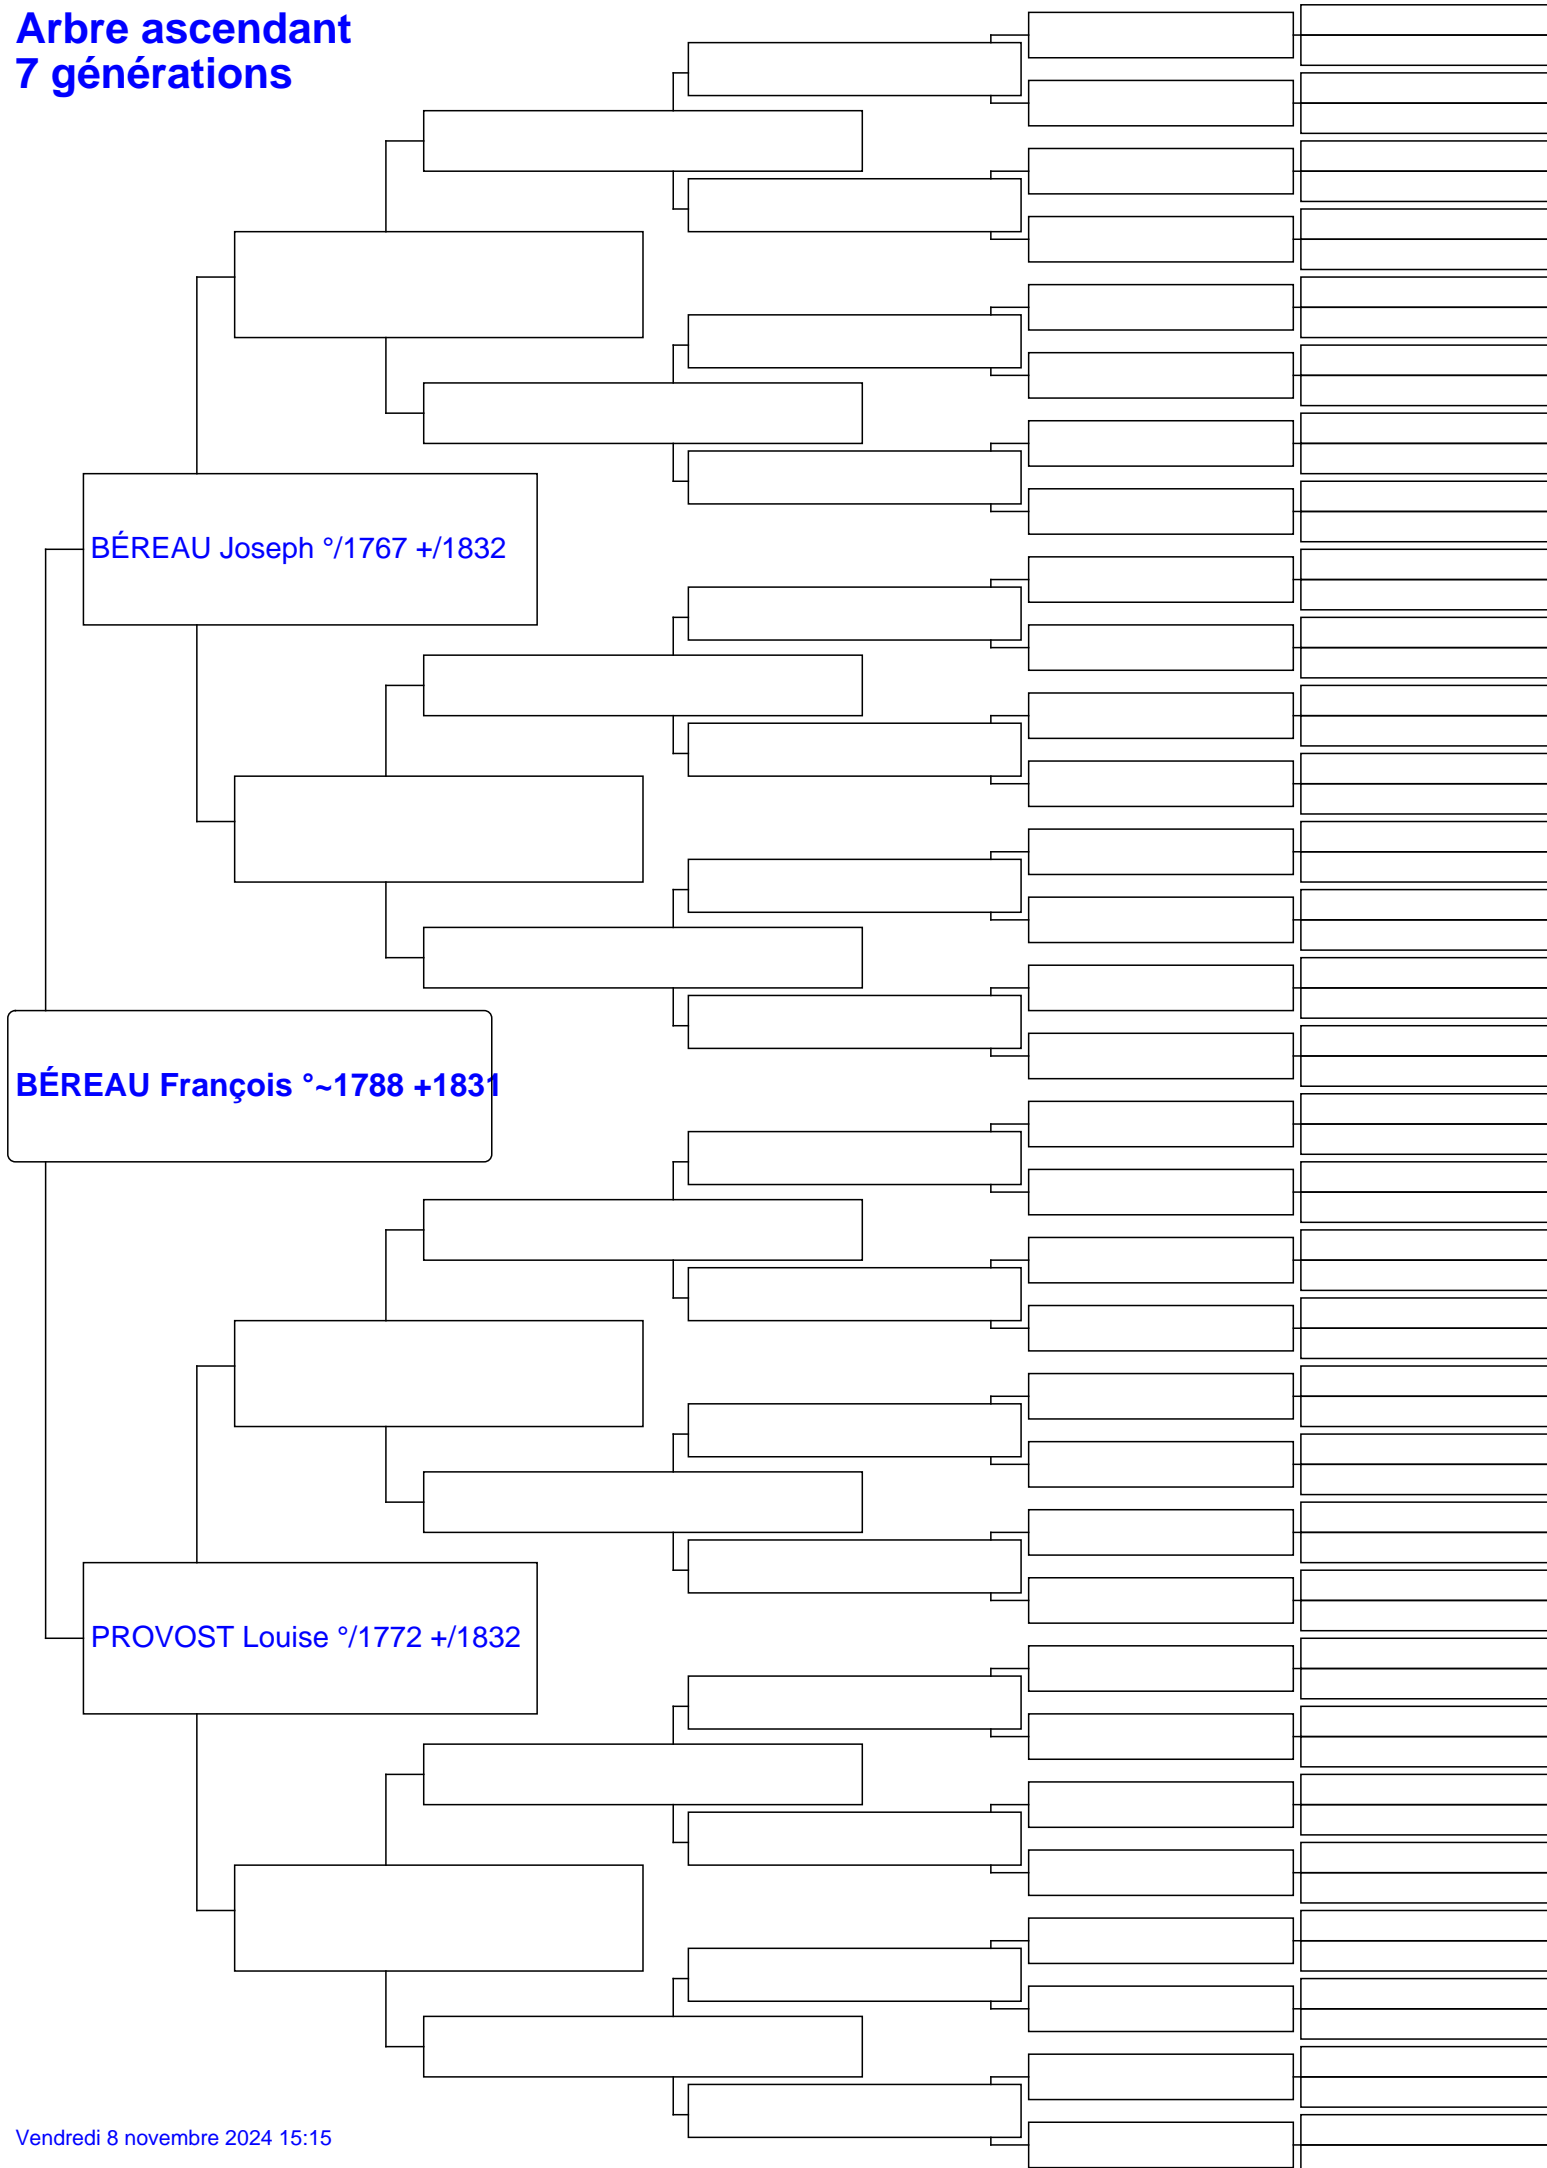 Arbre ascendant
7 générations
BÉREAU Joseph °/1767 +/1832
BÉREAU François °~1788 +1831
PROVOST Louise °/1772 +/1832
Vendredi 8 novembre 2024 15:15